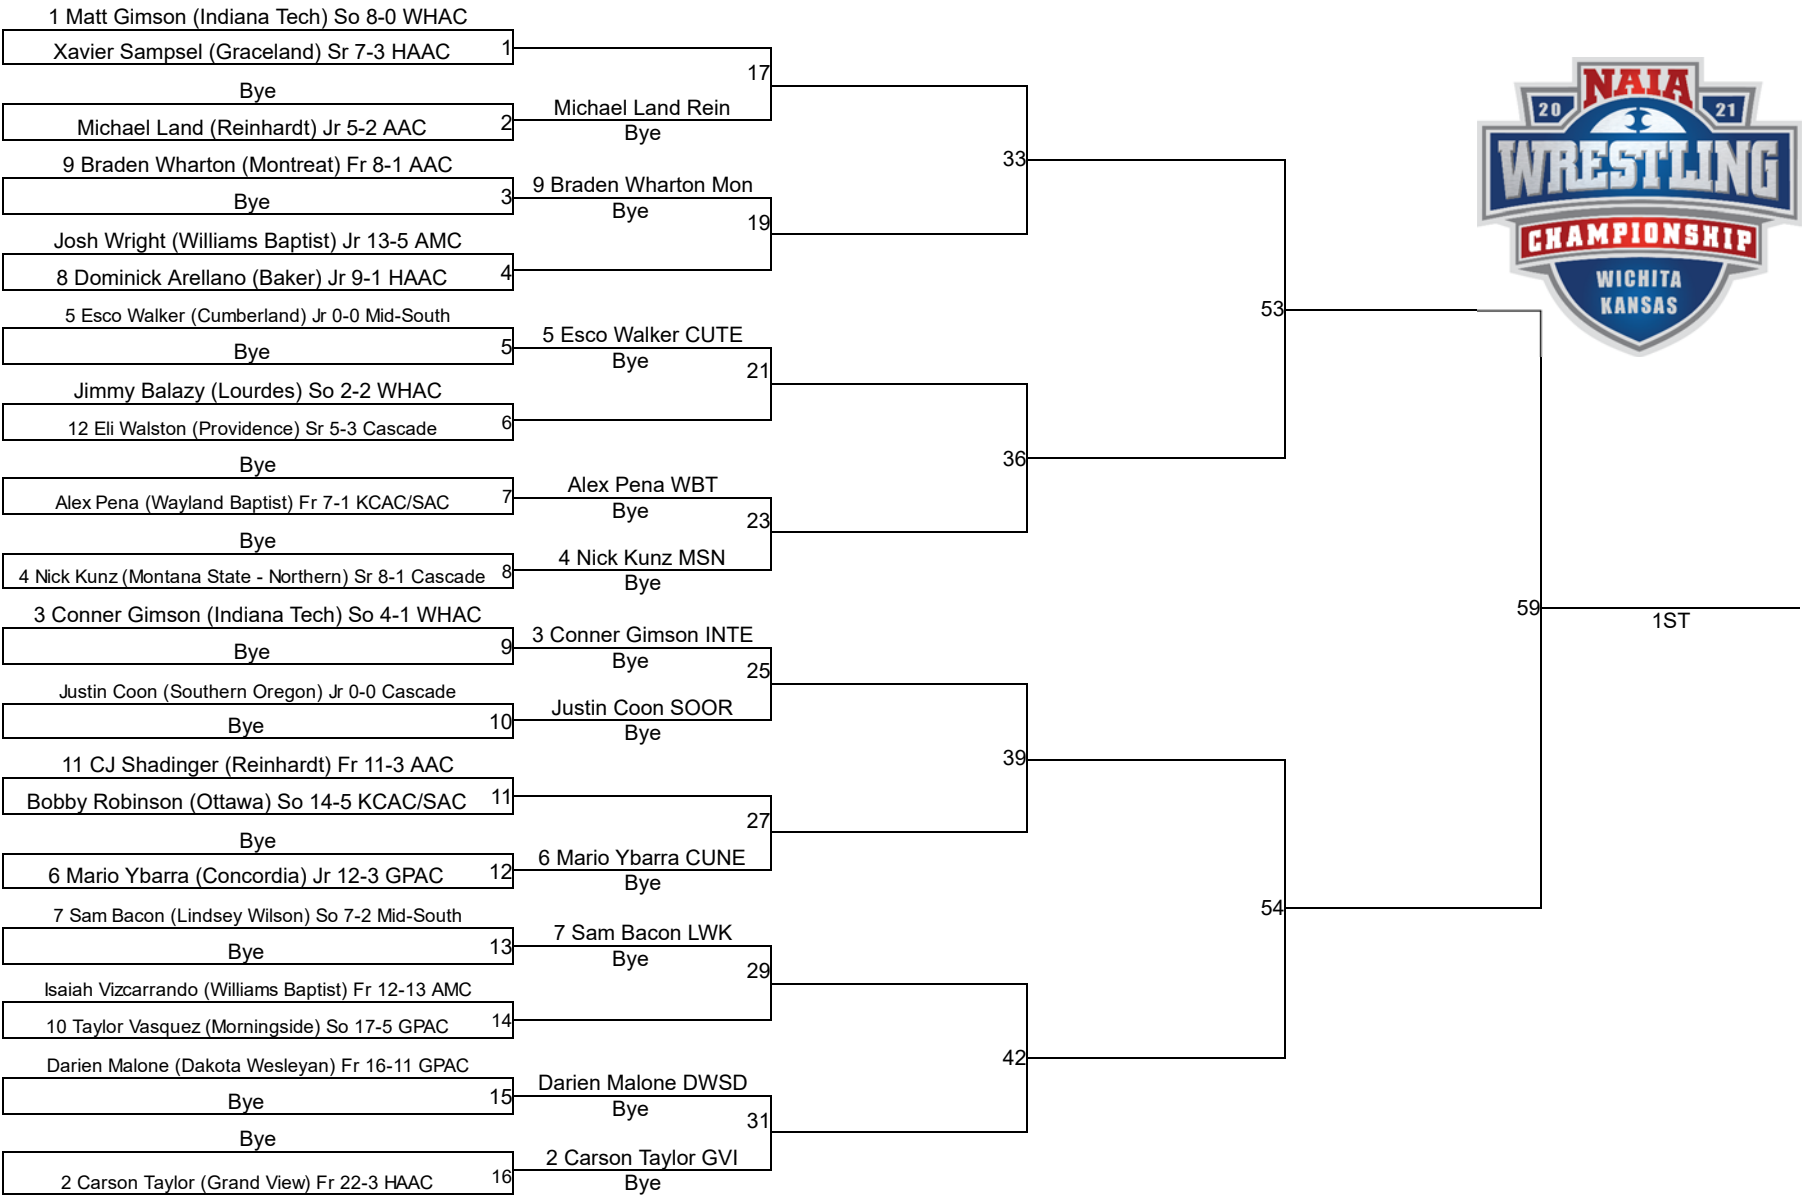 1 Matt Gimson (Indiana Tech) So 8-0 WHAC
Xavier Sampsel (Graceland) Sr 7-3 HAAC
1
Bye
Michael Land (Reinhardt) Jr 5-2 AAC
2
9 Braden Wharton (Montreat) Fr 8-1 AAC
Bye
3
Josh Wright (Williams Baptist) Jr 13-5 AMC
8 Dominick Arellano (Baker) Jr 9-1 HAAC
4
5 Esco Walker (Cumberland) Jr 0-0 Mid-South
Bye
5
Jimmy Balazy (Lourdes) So 2-2 WHAC
12 Eli Walston (Providence) Sr 5-3 Cascade
6
Bye
Alex Pena (Wayland Baptist) Fr 7-1 KCAC/SAC
7
Bye
4 Nick Kunz (Montana State - Northern) Sr 8-1 Cascade
8
3 Conner Gimson (Indiana Tech) So 4-1 WHAC
Bye
9
Justin Coon (Southern Oregon) Jr 0-0 Cascade
Bye
10
11 CJ Shadinger (Reinhardt) Fr 11-3 AAC
Bobby Robinson (Ottawa) So 14-5 KCAC/SAC
11
Bye
6 Mario Ybarra (Concordia) Jr 12-3 GPAC
12
7 Sam Bacon (Lindsey Wilson) So 7-2 Mid-South
Bye
13
Isaiah Vizcarrando (Williams Baptist) Fr 12-13 AMC
10 Taylor Vasquez (Morningside) So 17-5 GPAC
14
Darien Malone (Dakota Wesleyan) Fr 16-11 GPAC
Bye
15
Bye
2 Carson Taylor (Grand View) Fr 22-3 HAAC
16
17
Michael Land Rein
Bye
9 Braden Wharton Mon
Bye
19
5 Esco Walker CUTE
Bye
21
Alex Pena WBT
Bye
23
4 Nick Kunz MSN
Bye
3 Conner Gimson INTE
Bye
25
Justin Coon SOOR
Bye
27
6 Mario Ybarra CUNE
Bye
7 Sam Bacon LWK
Bye
29
Darien Malone DWSD
Bye
31
2 Carson Taylor GVI
Bye
33
36
39
42
53
54
59
1ST
NAIA
20 21
WRESTLING
CHAMPIONSHIP
WICHITA
KANSAS